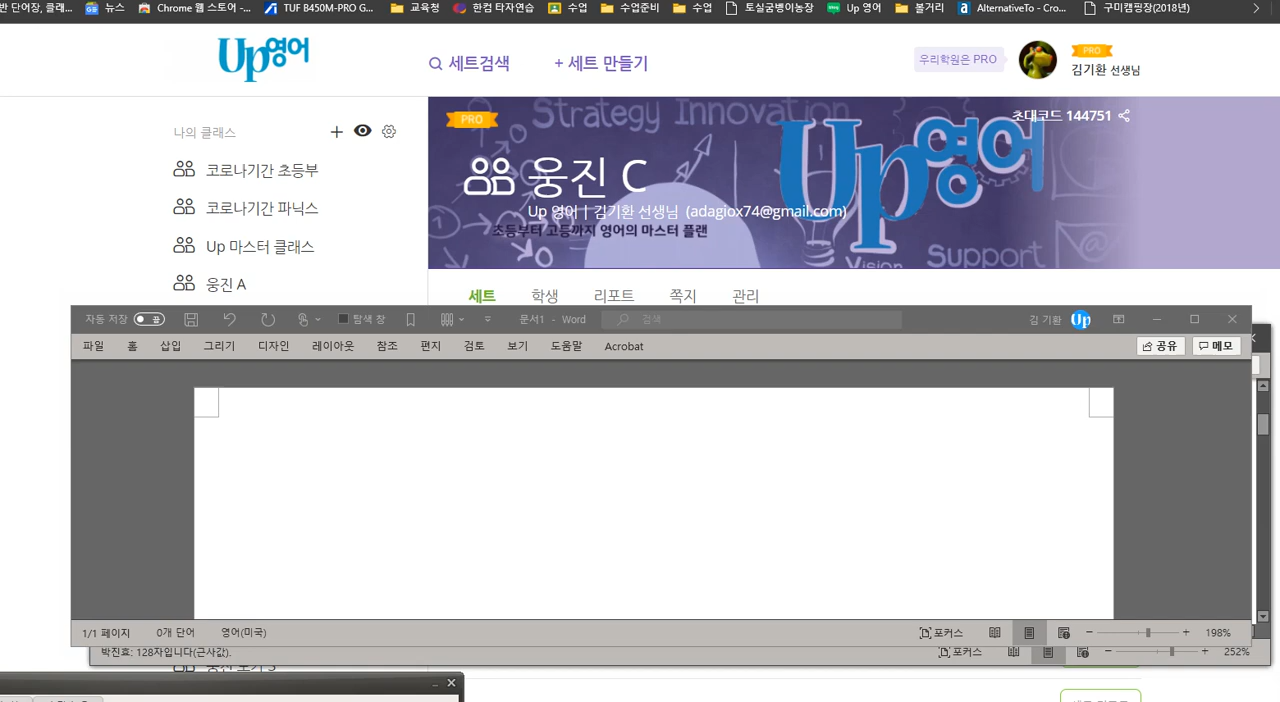 반 단어장, 클래... 뉴스 Chrome 웹 스토어 -... TUF B450M-PRO G... 교육청 한컴 타자연습 수업 수업준비 수업 토실굼벵이농장 Up 영어 볼거리 AlternativeTo - Cro... 구미캠핑장(2018년)
Up영어 세트검색 + 세트 만들기 우리학원은 PRO PRO
김기환 선생님
나의 클래스
코로나기간 초등부
코로나기간 파닉스
Up 마스터 클래스
웅진 A
PRO Strategy Innovation 초대코드 144751
웅진 C Up영어
Up 영어 | 김기환 선생님 (adagiox74@gmail.com)
초등부터 고등까지 영어의 마스터 플랜
Vision Support
세트 학생 리포트 쪽지 관리
자동 저장 끔 탐색 창 문서1 - Word 검색 김 기환 Up
파일 홈 삽입 그리기 디자인 레이아웃 참조 편지 검토 보기 도움말 Acrobat 공유 메모
1/1 페이지 0개 단어 영어(미국) 포커스 198%
박진효: 128자입니다(근사값). 포커스 252%